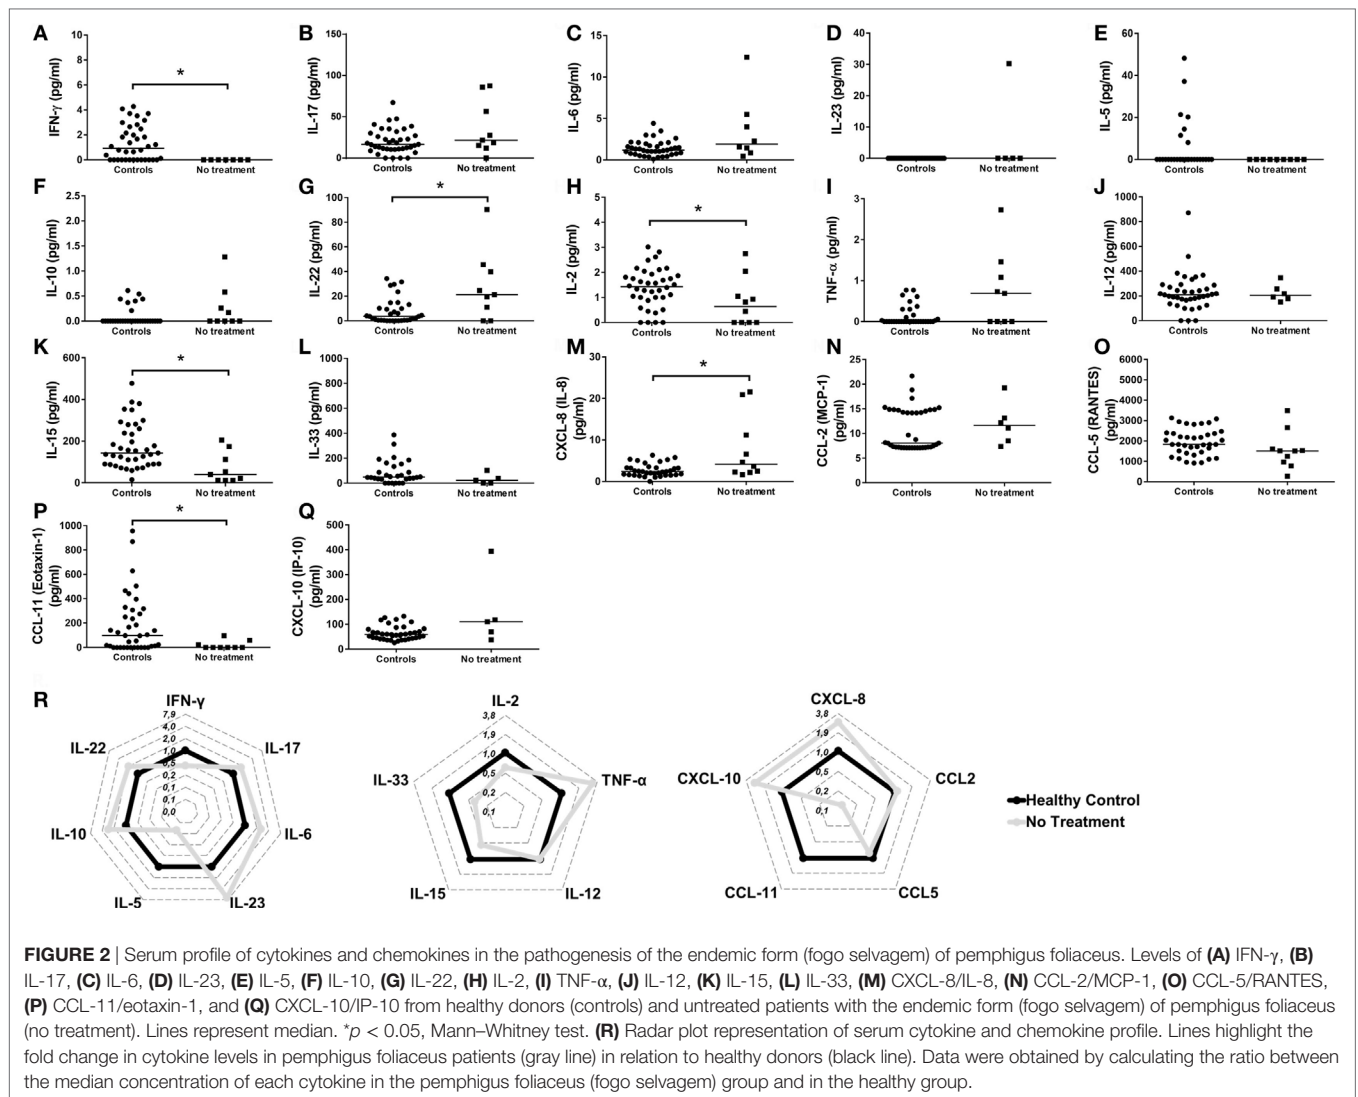 A
IFN-γ (pg/ml)
10
8
6
4
2
0
*
Controls
No treatment
B
IL-17 (pg/ml)
150
100
50
0
Controls
No treatment
C
IL-6 (pg/ml)
15
10
5
0
Controls
No treatment
D
IL-23 (pg/ml)
40
30
20
10
0
Controls
No treatment
E
IL-5 (pg/ml)
60
40
20
0
Controls
No treatment
F
IL-10 (pg/ml)
2.5
2.0
1.5
1.0
0.5
0.0
Controls
No treatment
G
IL-22 (pg/ml)
100
80
60
40
20
0
*
Controls
No treatment
H
IL-2 (pg/ml)
5
4
3
2
1
0
*
Controls
No treatment
I
TNF-α (pg/ml)
3
2
1
0
Controls
No treatment
J
IL-12 (pg/ml)
1000
800
600
400
200
0
Controls
No treatment
K
IL-15 (pg/ml)
600
400
200
0
*
Controls
No treatment
L
IL-33 (pg/ml)
1000
800
600
400
200
0
Controls
No treatment
M
CXCL-8 (IL-8)
(pg/ml)
30
20
10
0
*
Controls
No treatment
N
CCL-2 (MCP-1)
(pg/ml)
25
20
15
10
5
0
Controls
No treatment
O
CCL-5 (RANTES)
(pg/ml)
6000
5000
4000
3000
2000
1000
0
Controls
No treatment
P
CCL-11 (Eotaxin-1)
(pg/ml)
1000
800
600
400
200
0
*
Controls
No treatment
Q
CXCL-10 (IP-10)
(pg/ml)
500
400
300
200
100
0
Controls
No treatment
R
IFN-γ
7,9
4,0
2,0
1,0
0,5
0,2
0,1
0,1
0,0
IL-17
IL-6
IL-23
IL-5
IL-10
IL-22
IL-2
3,8
1,9
1,0
0,5
0,2
0,1
TNF-α
IL-12
IL-15
IL-33
CXCL-8
3,8
1,9
1,0
0,5
0,2
0,1
CCL2
CCL5
CCL-11
CXCL-10
Healthy Control
No Treatment
FIGURE 2 | Serum profile of cytokines and chemokines in the pathogenesis of the endemic form (fogo selvagem) of pemphigus foliaceus. Levels of (A) IFN-γ, (B)
IL-17, (C) IL-6, (D) IL-23, (E) IL-5, (F) IL-10, (G) IL-22, (H) IL-2, (I) TNF-α, (J) IL-12, (K) IL-15, (L) IL-33, (M) CXCL-8/IL-8, (N) CCL-2/MCP-1, (O) CCL-5/RANTES,
(P) CCL-11/eotaxin-1, and (Q) CXCL-10/IP-10 from healthy donors (controls) and untreated patients with the endemic form (fogo selvagem) of pemphigus foliaceus
(no treatment). Lines represent median. *p < 0.05, Mann–Whitney test. (R) Radar plot representation of serum cytokine and chemokine profile. Lines highlight the
fold change in cytokine levels in pemphigus foliaceus patients (gray line) in relation to healthy donors (black line). Data were obtained by calculating the ratio between
the median concentration of each cytokine in the pemphigus foliaceus (fogo selvagem) group and in the healthy group.